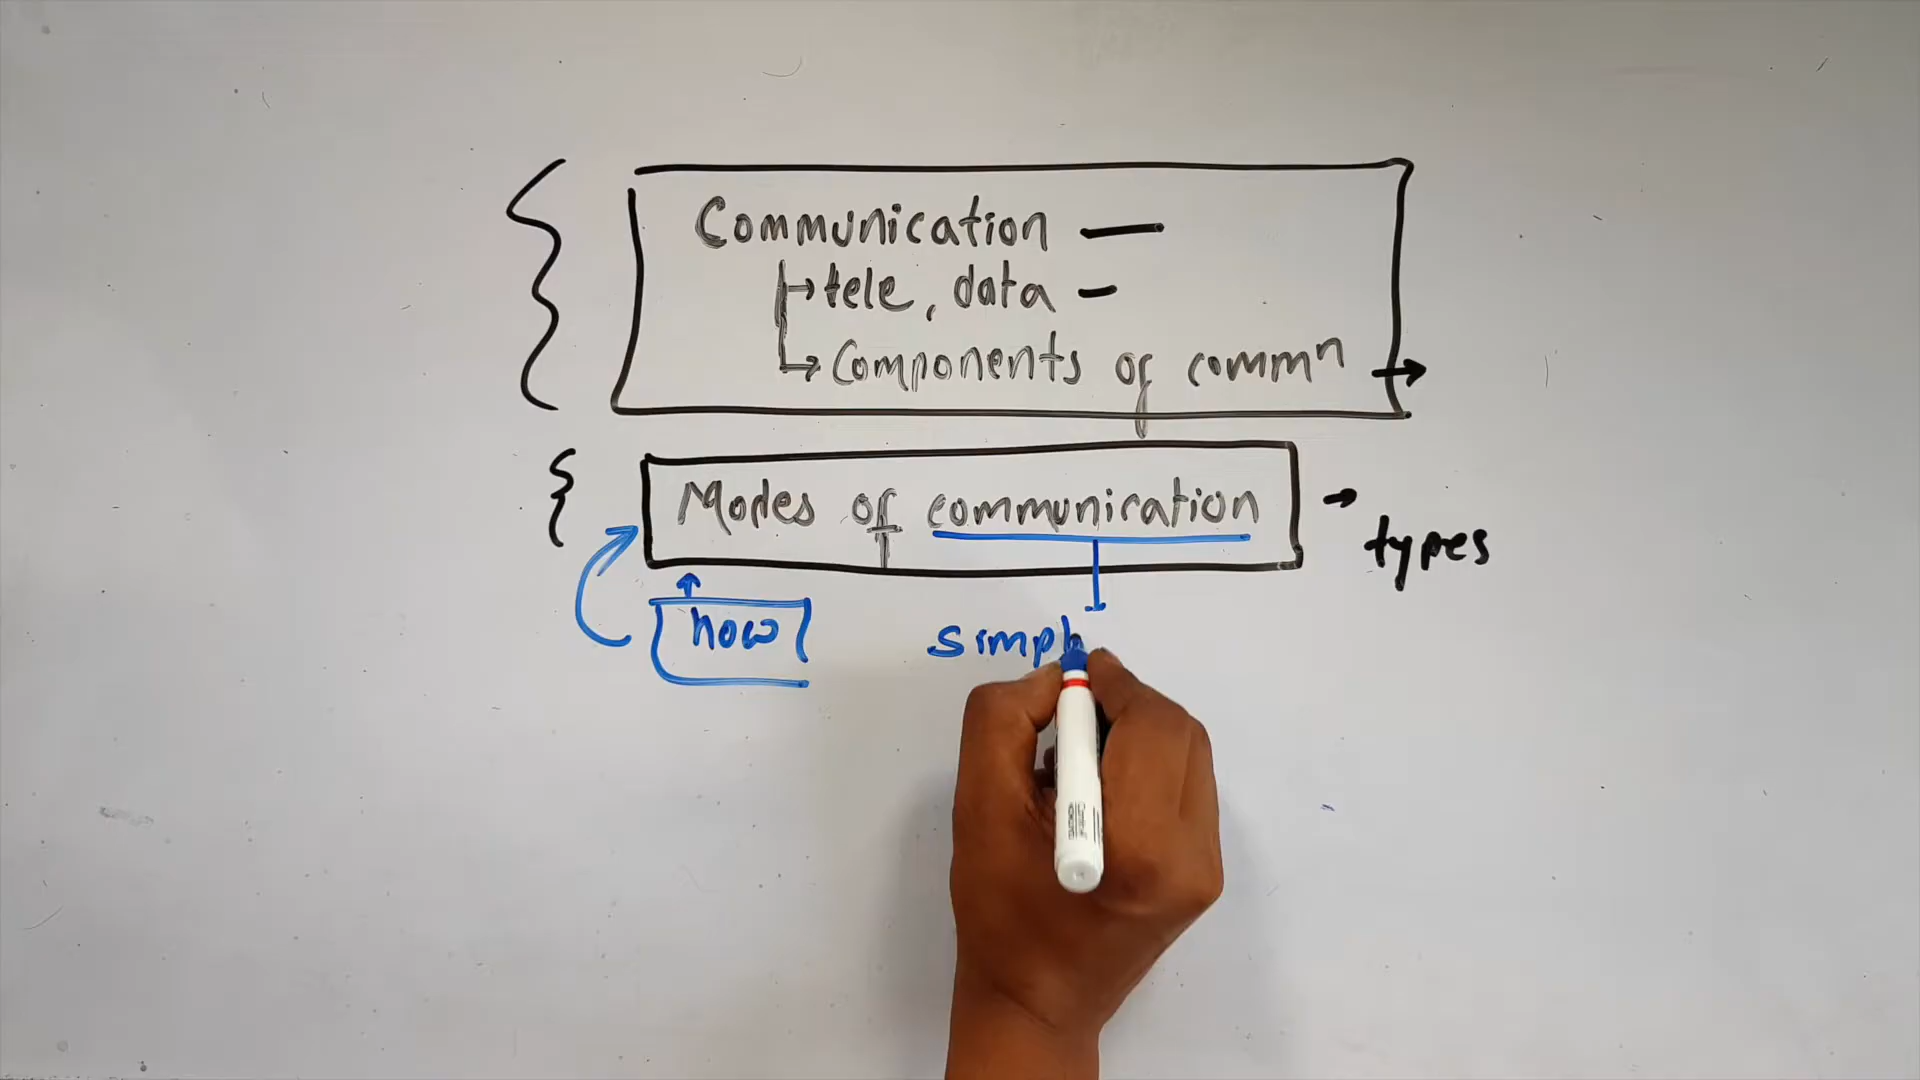 Communication —
tele, data –
Components of commn →
Modes of communication →
types
how
simpl